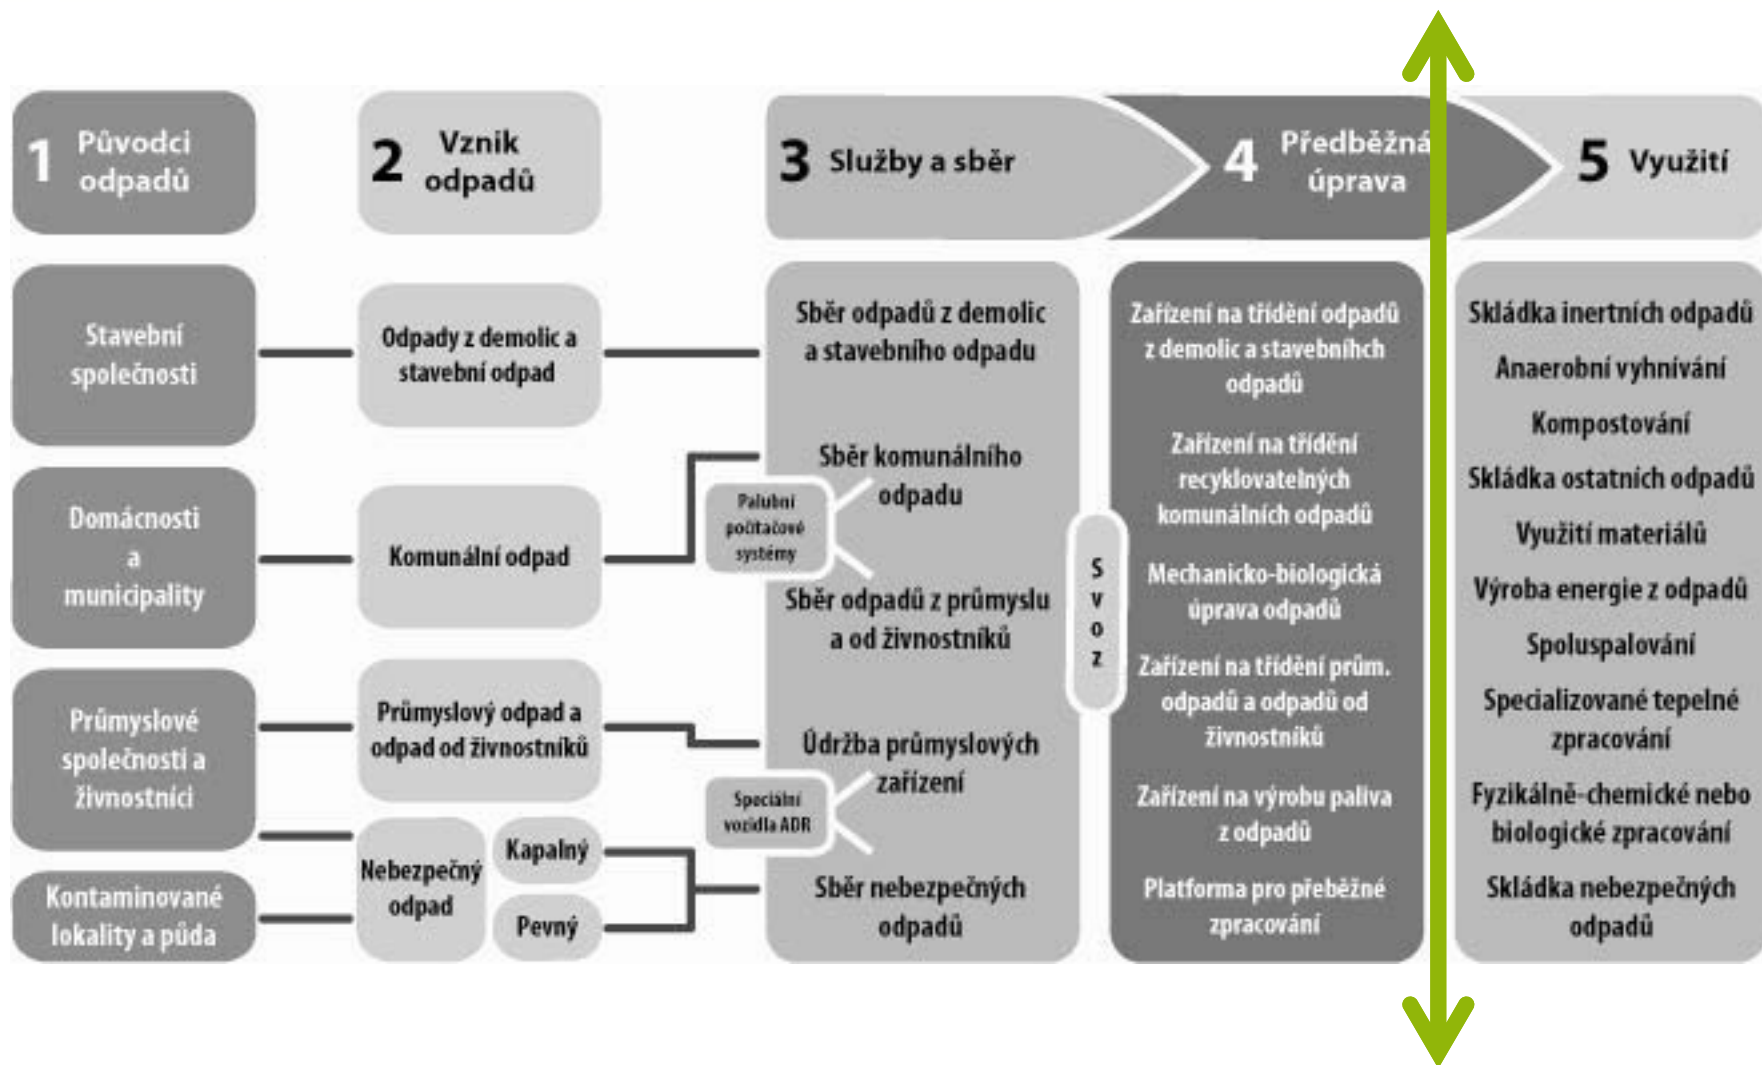 1 Původci
odpadů
2 Vznik
odpadů
3 Služby a sběr
4 Předběžná
úprava
5 Využití
Stavební
společnosti
Domácnosti
a
municipality
Průmyslové
společnosti a
živnostníci
Kontaminované
lokality a půda
Odpady z demolic a
stavební odpad
Komunální odpad
Průmyslový odpad a
odpad od živnostníků
Nebezpečný
odpad
Kapalný
Pevný
Sběr odpadů z demolic
a stavebního odpadu
Sběr komunálního
odpadu
Palubní
počítačové
systémy
Sběr odpadů z průmyslu
a od živnostníků
Údržba průmyslových
zařízení
Speciální
vozidla ADR
Sběr nebezpečných
odpadů
S
v
o
z
Zařízení na třídění odpadů
z demolic a stavebníhch
odpadů
Zařízení na třídění
recyklovatelných
komunálních odpadů
Mechanicko-biologická
úprava odpadů
Zařízení na třídění prům.
odpadů a odpadů od
živnostníků
Zařízení na výrobu paliva
z odpadů
Platforma pro přeběžné
zpracování
Skládka inertních odpadů
Anaerobní vyhnívání
Kompostování
Skládka ostatních odpadů
Využití materiálů
Výroba energie z odpadů
Spoluspalování
Specializované tepelné
zpracování
Fyzikálně-chemické nebo
biologické zpracování
Skládka nebezpečných
odpadů